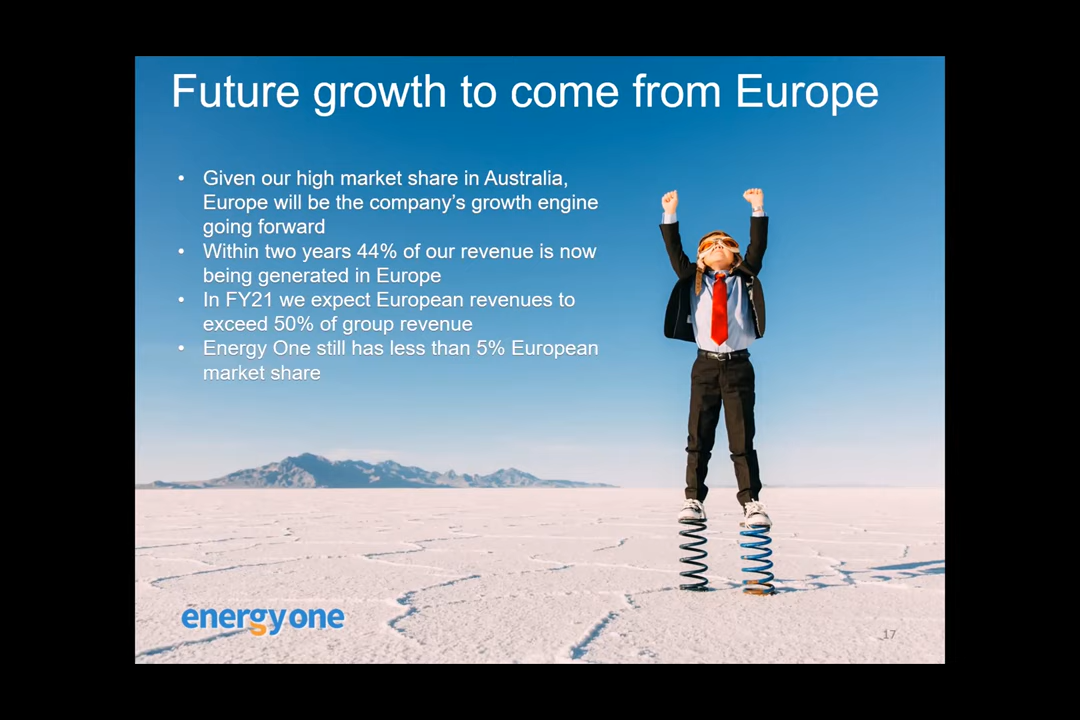 Future growth to come from Europe
• Given our high market share in Australia,
Europe will be the company's growth engine
going forward
• Within two years 44% of our revenue is now
being generated in Europe
• In FY21 we expect European revenues to
exceed 50% of group revenue
• Energy One still has less than 5% European
market share
energyone
17